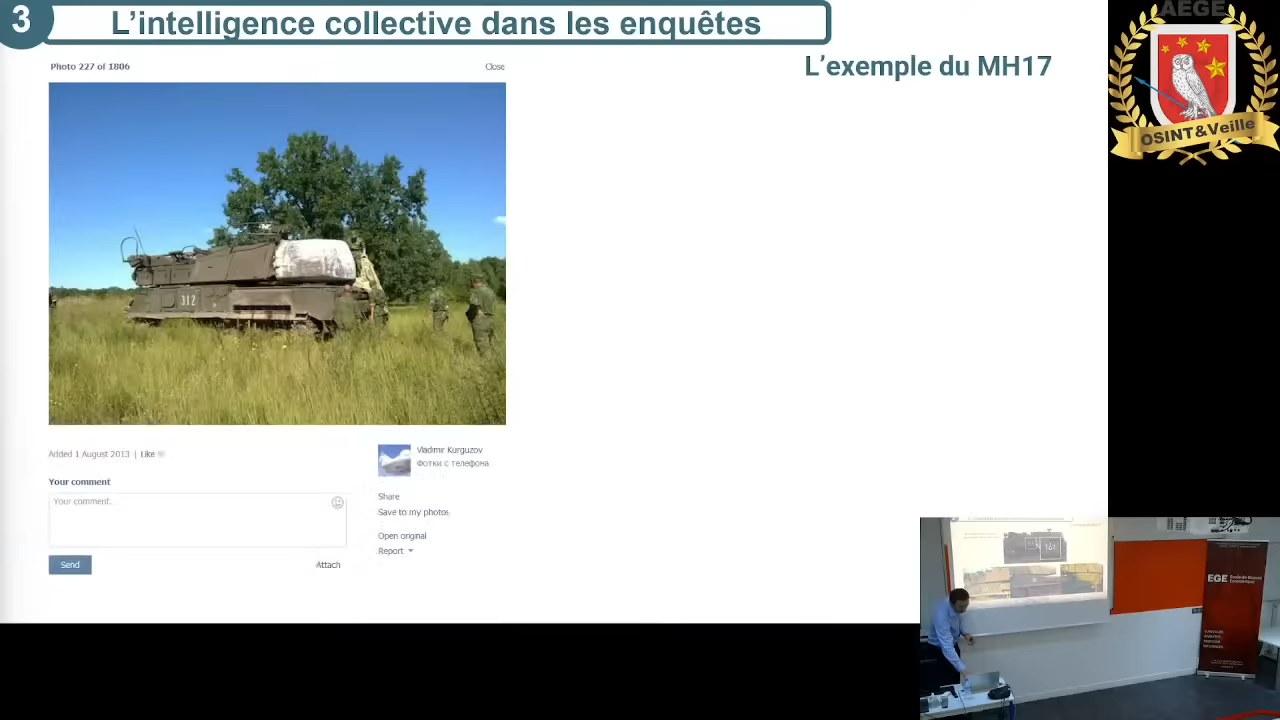 3
L'intelligence collective dans les enquêtes
L'exemple du MH17
AEGE
OSINT&Veille
Photo 227 of 1806
Close
312
Added 1 August 2013 | Like
Vladimir Kurguzov
Фотки с телефона
Your comment
Your comment..
Share
Save to my photos
Open original
Report
Send
Attach
EGE